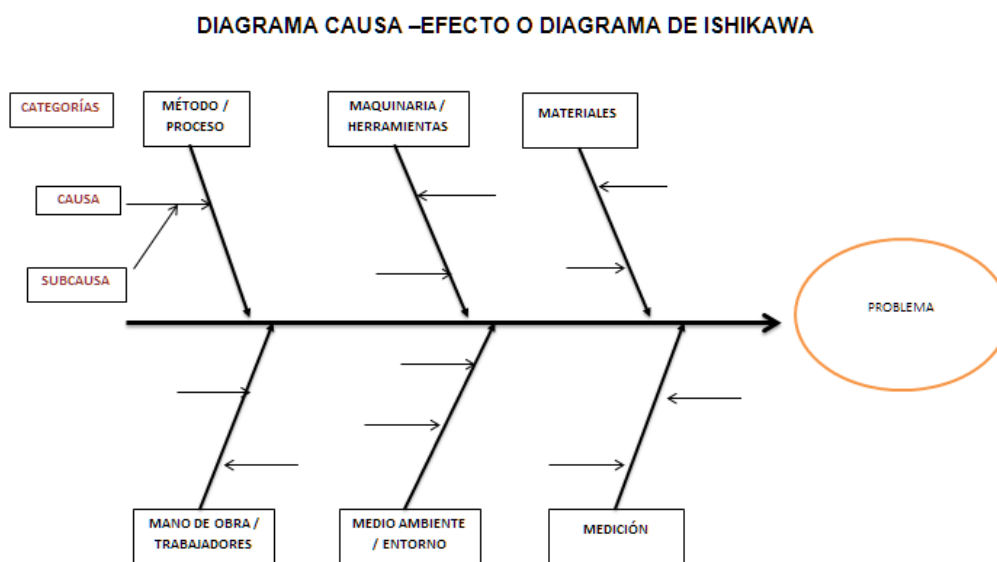 DIAGRAMA CAUSA –EFECTO O DIAGRAMA DE ISHIKAWA
CATEGORÍAS
MÉTODO /
PROCESO
MAQUINARIA /
HERRAMIENTAS
MATERIALES
CAUSA
SUBCAUSA
PROBLEMA
MANO DE OBRA /
TRABAJADORES
MEDIO AMBIENTE
/ ENTORNO
MEDICIÓN